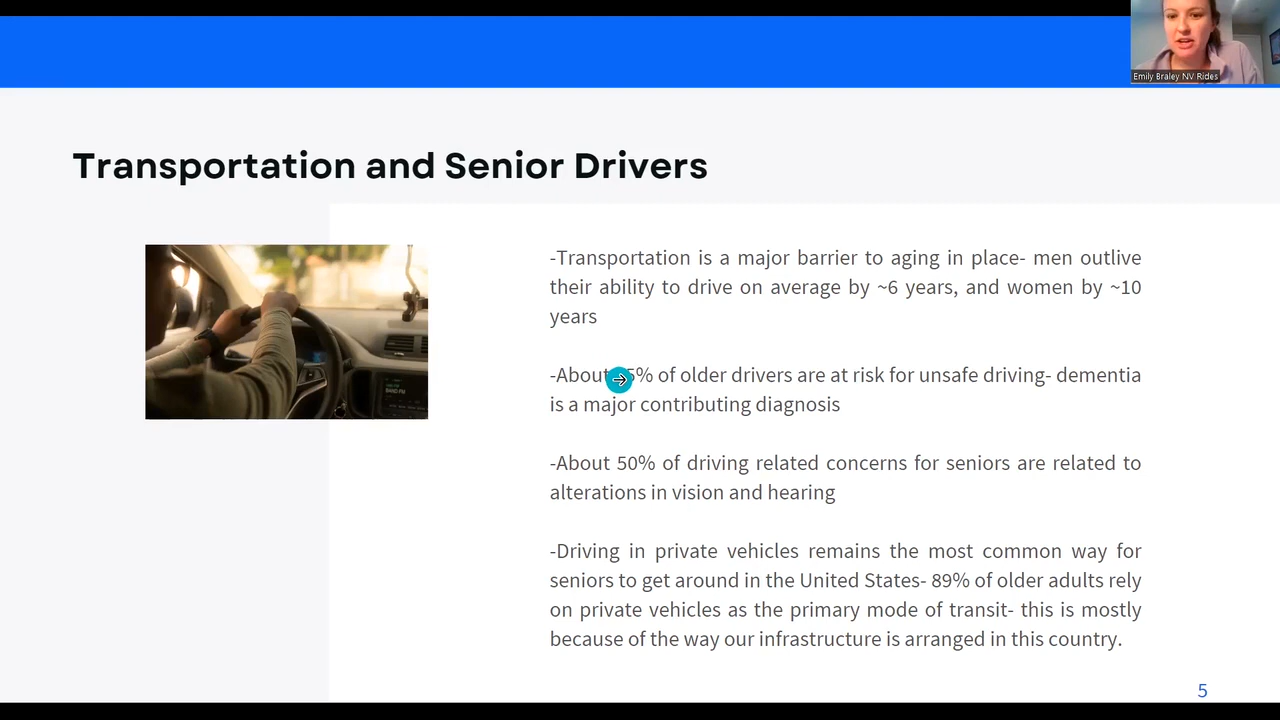 Emily Braley NV Rides
Transportation and Senior Drivers
-Transportation is a major barrier to aging in place- men outlive
their ability to drive on average by ~6 years, and women by ~10
years
-About % of older drivers are at risk for unsafe driving- dementia
is a major contributing diagnosis
-About 50% of driving related concerns for seniors are related to
alterations in vision and hearing
-Driving in private vehicles remains the most common way for
seniors to get around in the United States- 89% of older adults rely
on private vehicles as the primary mode of transit- this is mostly
because of the way our infrastructure is arranged in this country.
5